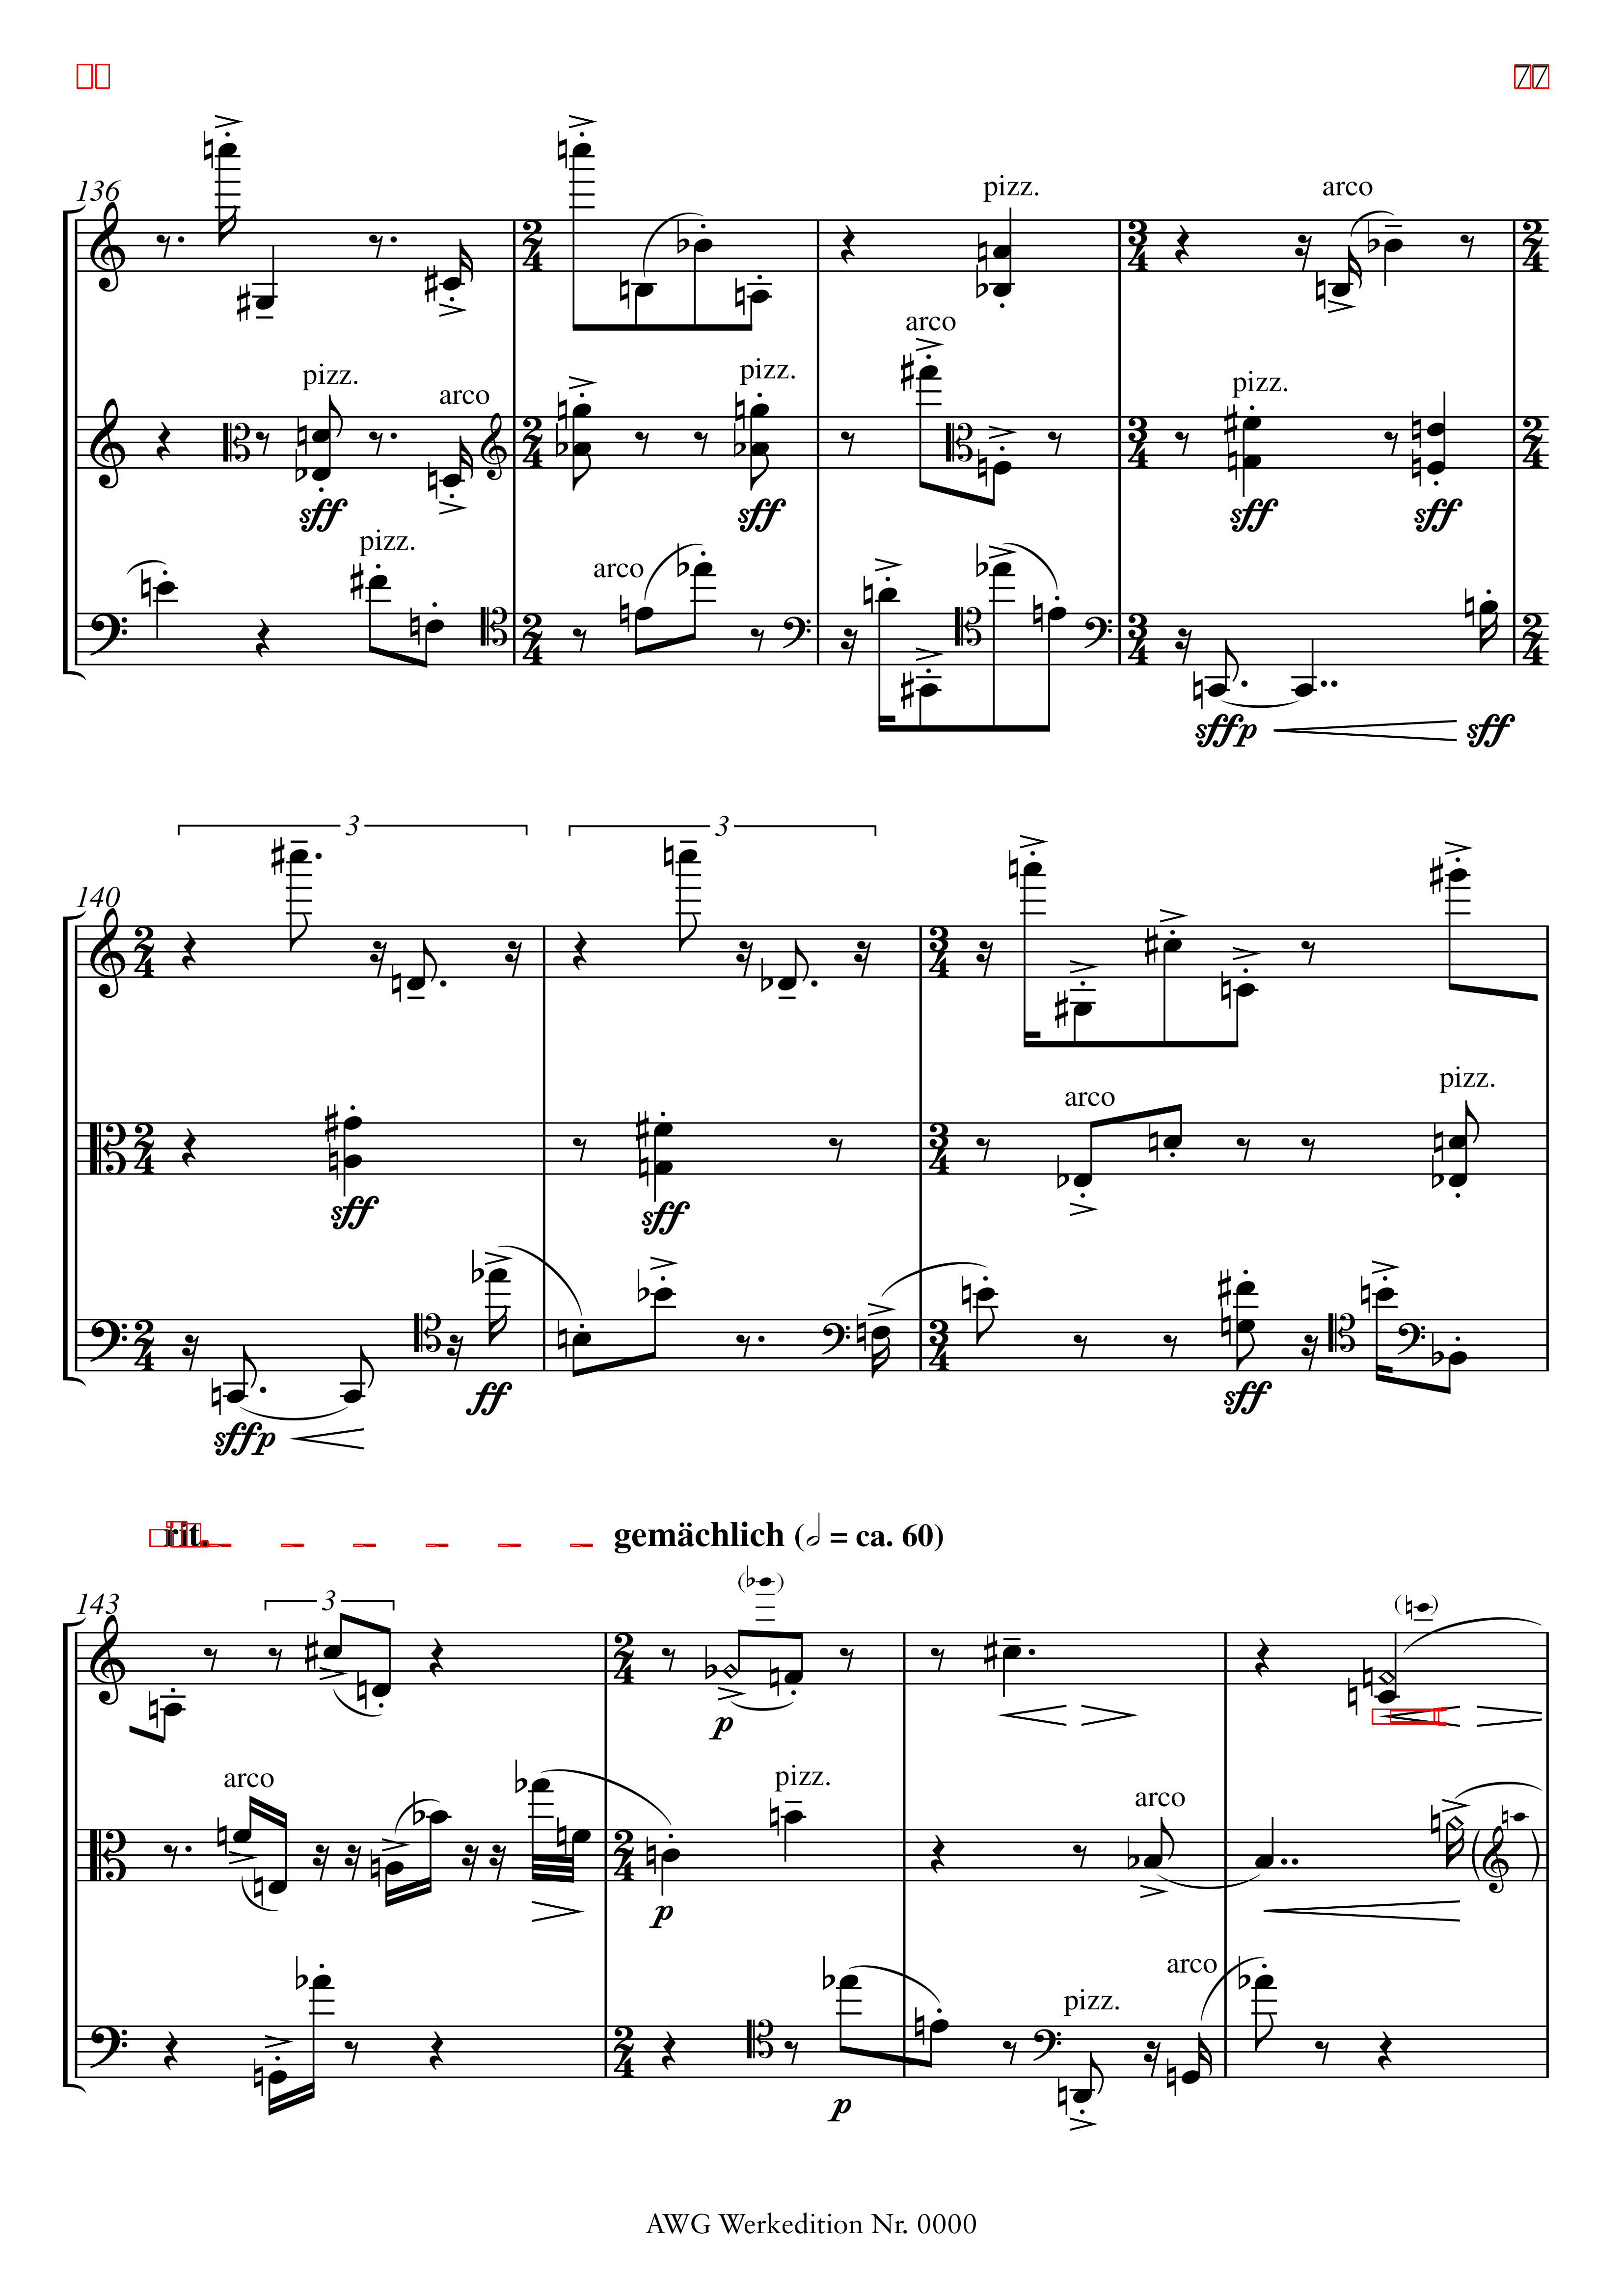 77
136
pizz.
arco
arco
pizz.
pizz.
arco
pizz.
sff
sff
sff
sff
pizz.
arco
sffp
sff
3
3
140
arco
pizz.
sff
sff
ff
sff
sffp
rit.
gemächlich (𝅗𝅥 = ca. 60)
143
3
p
arco
pizz.
arco
p
arco
pizz.
p
AWG Werkedition Nr. 0000